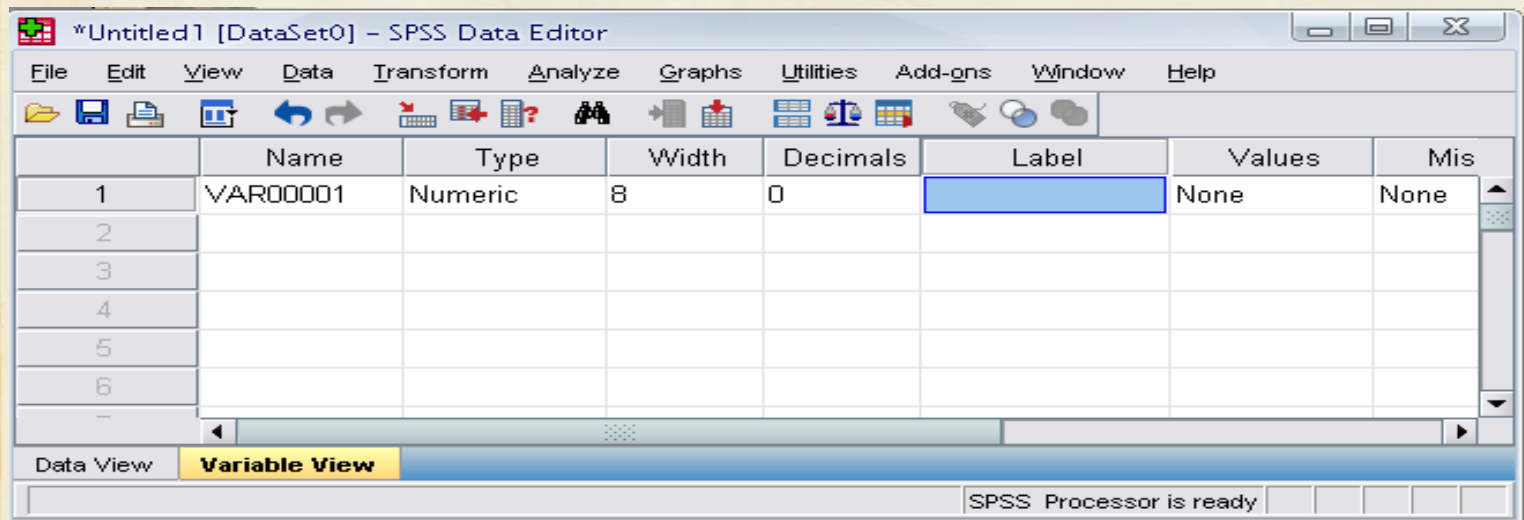 *Untitled1 [DataSet0] - SPSS Data Editor
File Edit View Data Transform Analyze Graphs Utilities Add-ons Window Help
Name Type Width Decimals Label Values Mis
1 VAR00001 Numeric 8 0 None None
2
3
4
5
6
Data View Variable View
SPSS Processor is ready